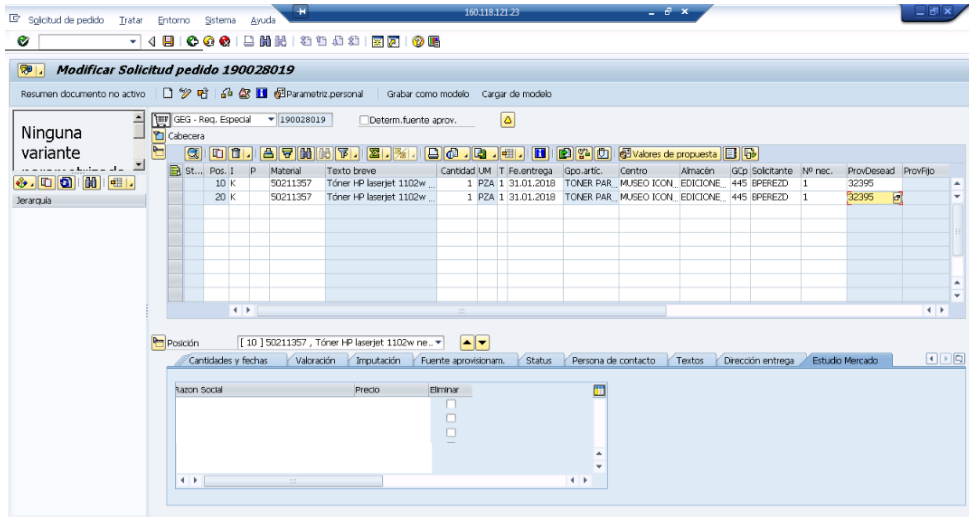 160.118.121.23
Solcitud de pedido Tratar Entorno Sistema Ayuda
Modificar Solicitud pedido 190028019
Resumen documento no activo Parametriz.personal Grabar como modelo Cargar de modelo
Ninguna
variante
GEG - Req. Especial 190028019 Determ.fuente aprov.
Cabecera
Valores de propuesta
St... Pos. I P Material Texto breve Cantidad UM T Fe.entrega Gpo.artíc. Centro Almacén GCp Solicitante Nº nec. ProvDesead ProvFijo
10 K 50211357 Tóner HP laserjet 1102w ... 1 PZA 1 31.01.2018 TONER PAR... MUSEO ICON... EDICIONE... 445 BPEREZD 1 32395
20 K 50211357 Tóner HP laserjet 1102w ... 1 PZA 1 31.01.2018 TONER PAR... MUSEO ICON... EDICIONE... 445 BPEREZD 1 32395
Jerarquía
Posición [ 10 ] 50211357 , Tóner HP laserjet 1102w ne...
Cantidades y fechas Valoración Imputación Fuente aprovisionam. Status Persona de contacto Textos Dirección entrega Estudio Mercado
Razon Social Precio Eliminar